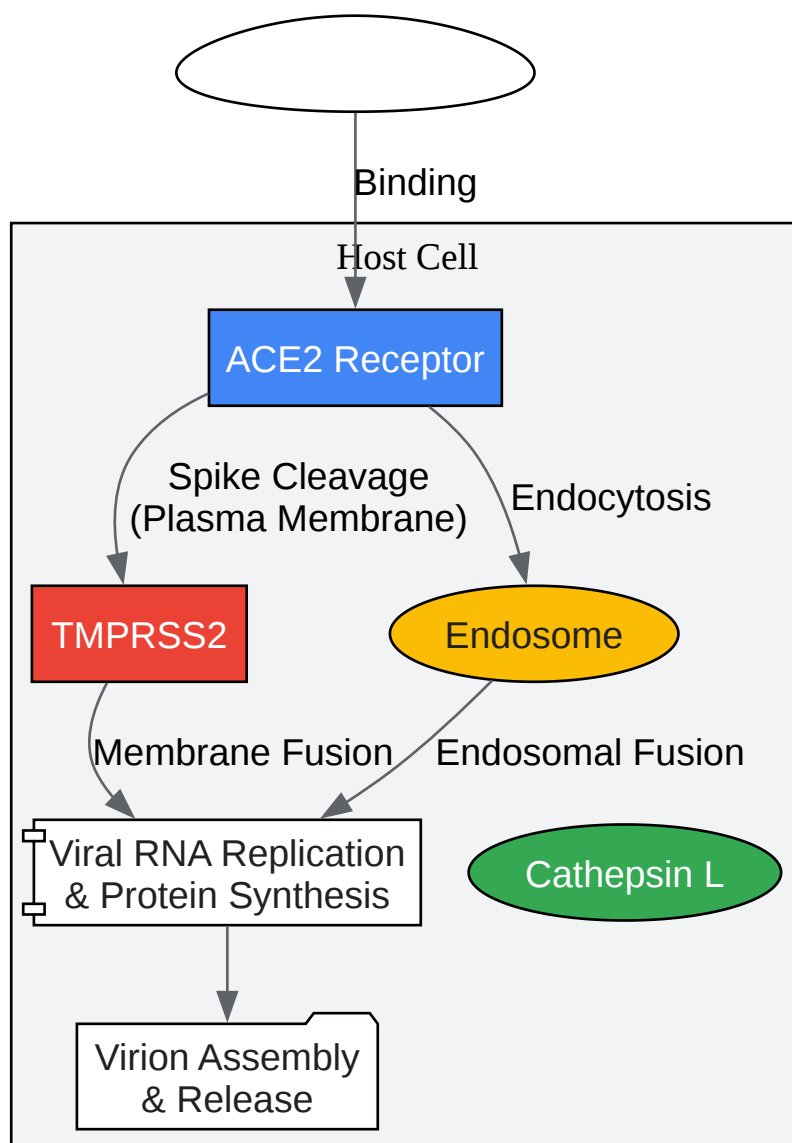 Binding
Host Cell
ACE2 Receptor
Spike Cleavage
(Plasma Membrane)
Endocytosis
TMPRSS2
Endosome
Membrane Fusion
Endosomal Fusion
Viral RNA Replication
& Protein Synthesis
Cathepsin L
Virion Assembly
& Release